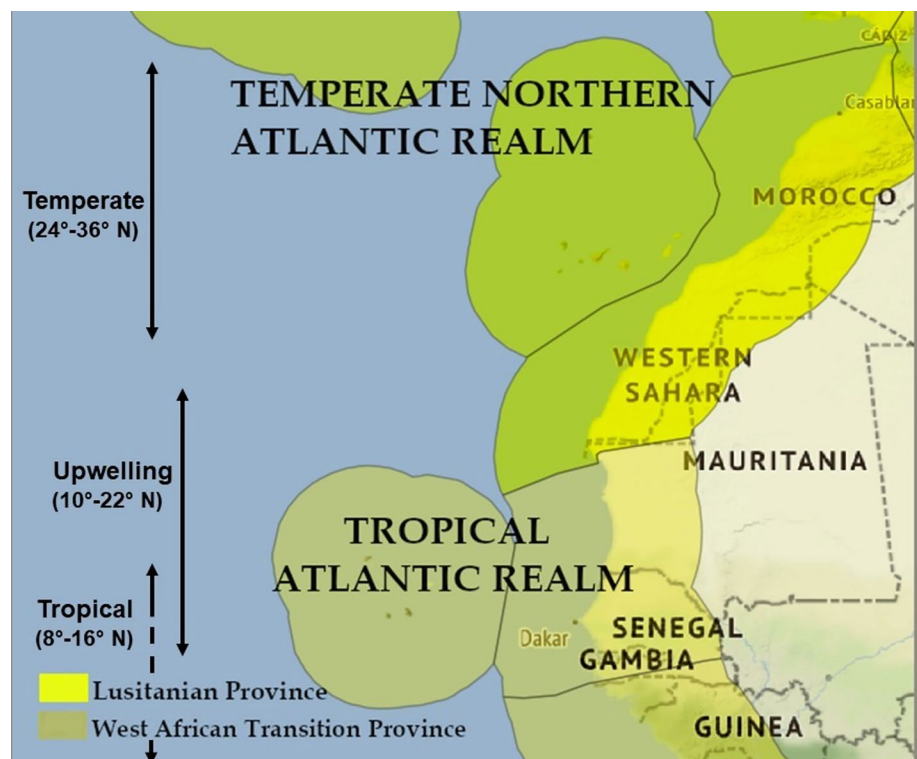 CÁDIZ
TEMPERATE NORTHERN
ATLANTIC REALM
Casablan
Temperate
(24°-36° N)
MOROCCO
WESTERN
SAHARA
Upwelling
(10°-22° N)
MAURITANIA
TROPICAL
ATLANTIC REALM
Tropical
(8°-16° N)
Dakar
SENEGAL
GAMBIA
Lusitanian Province
West African Transition Province
GUINEA